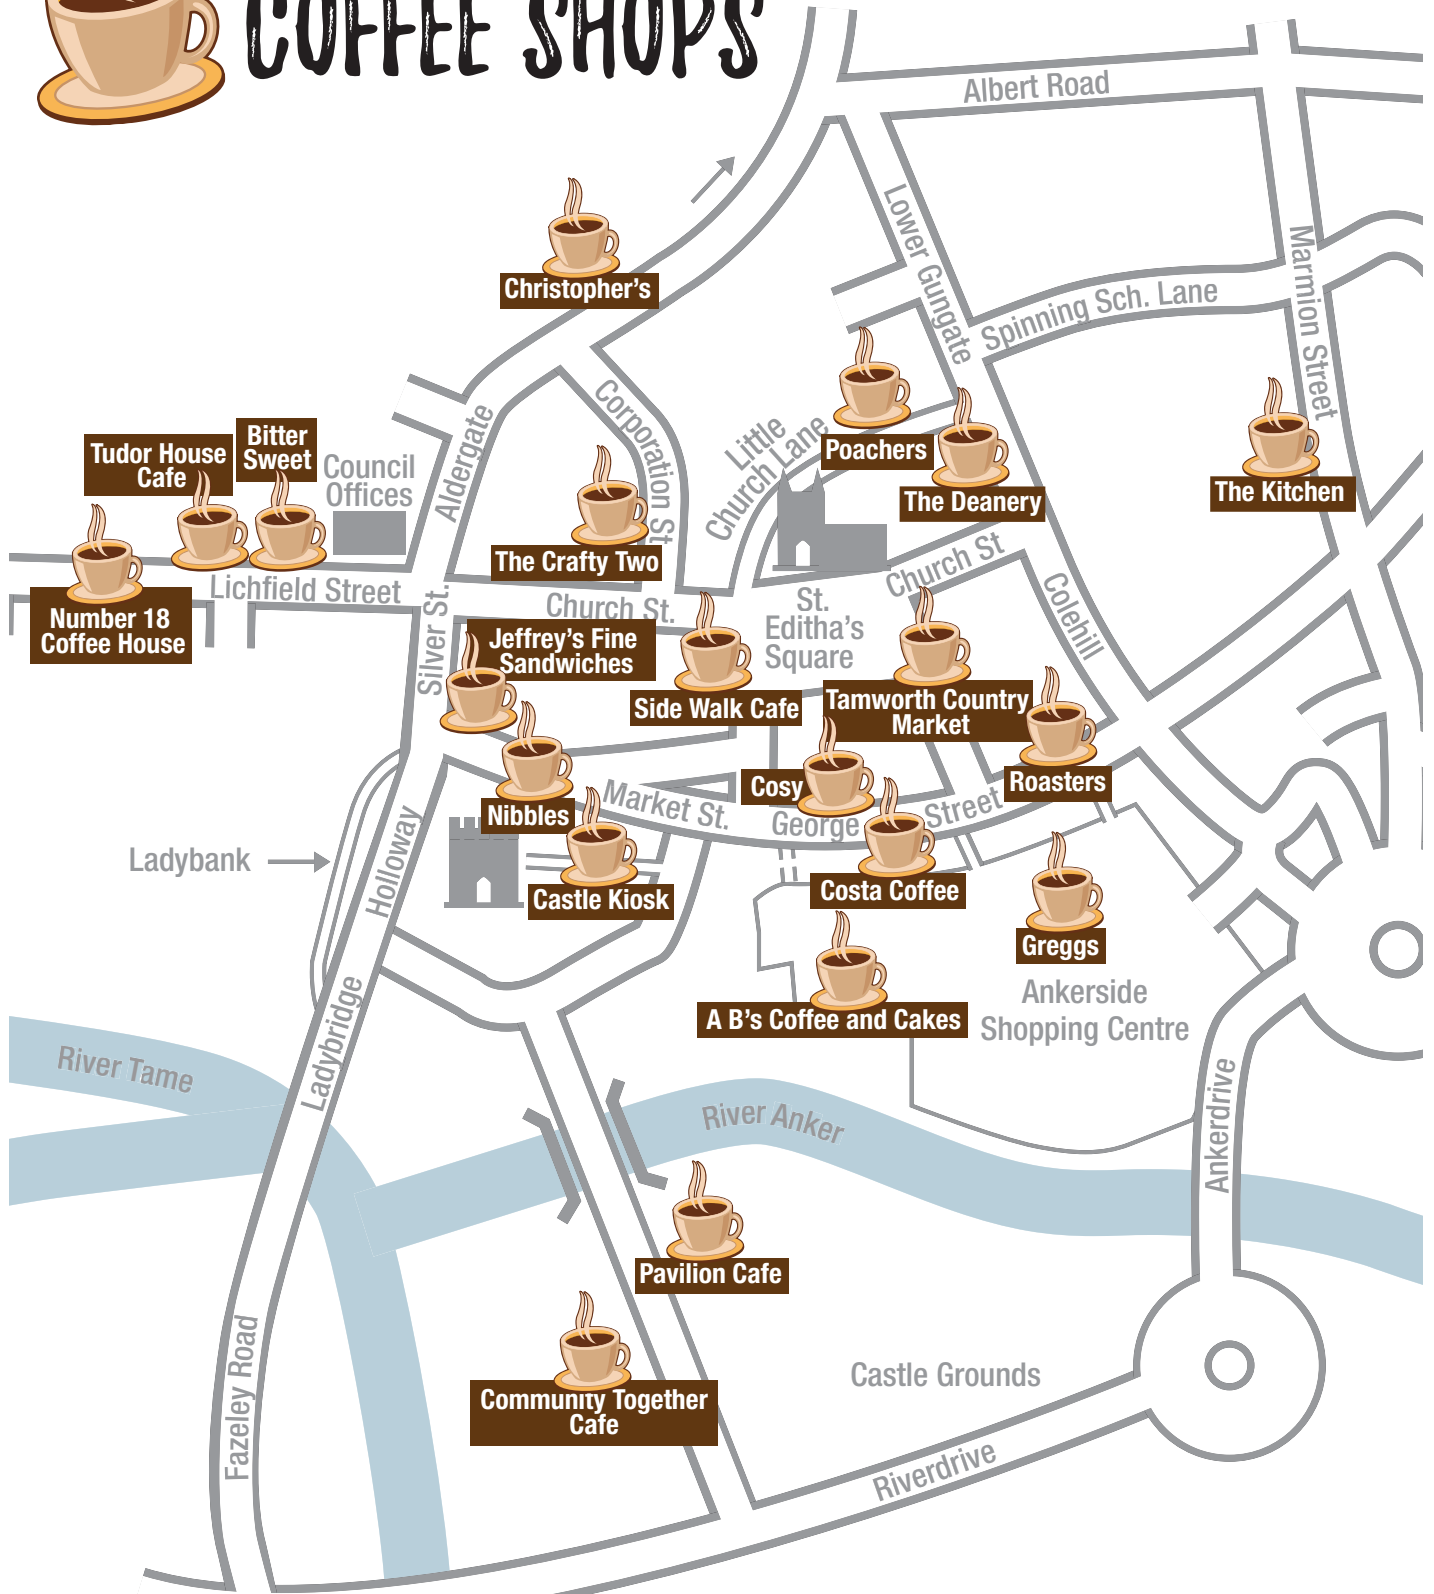 COFFEE SHOPS
Albert Road
Lower Gungate
Marmion Street
Christopher's
Spinning Sch. Lane
Corporation St
Aldergate
Little
Church Lane
Poachers
The Deanery
The Kitchen
Tudor House
Cafe
Bitter
Sweet
Council
Offices
The Crafty Two
Lichfield Street
Number 18
Coffee House
Silver St.
Church St.
Church St
Colehill
St.
Editha's
Square
Jeffrey's Fine
Sandwiches
Side Walk Cafe
Tamworth Country
Market
Roasters
Cosy
Nibbles
Market St.
George
Street
Ladybank
Holloway
Castle Kiosk
Costa Coffee
Greggs
A B's Coffee and Cakes
Ankerside
Shopping Centre
Ladybridge
River Tame
River Anker
Ankerdrive
Pavilion Cafe
Community Together
Cafe
Castle Grounds
Fazeley Road
Riverdrive